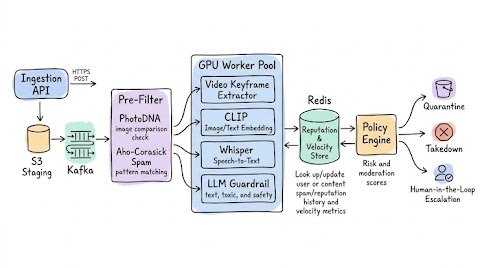 Ingestion
API
HTTPS
POST
S3
Staging
Kafka
Pre-Filter
PhotoDNA
image comparison
check
Aho-Corasick
Spam
pattern matching
GPU Worker Pool
Video Keyframe
Extractor
CLIP
Image/Text Embedding
Whisper
Speech-to-Text
LLM Guardrail
text, toxic, and safety
Redis
Reputation
& Velocity
Store
Look up/update
user or content
spam/reputation
history and
velocity metrics
Policy
Engine
Risk and
moderation
scores
Quarantine
Takedown
Human-in-the-Loop
Escalation